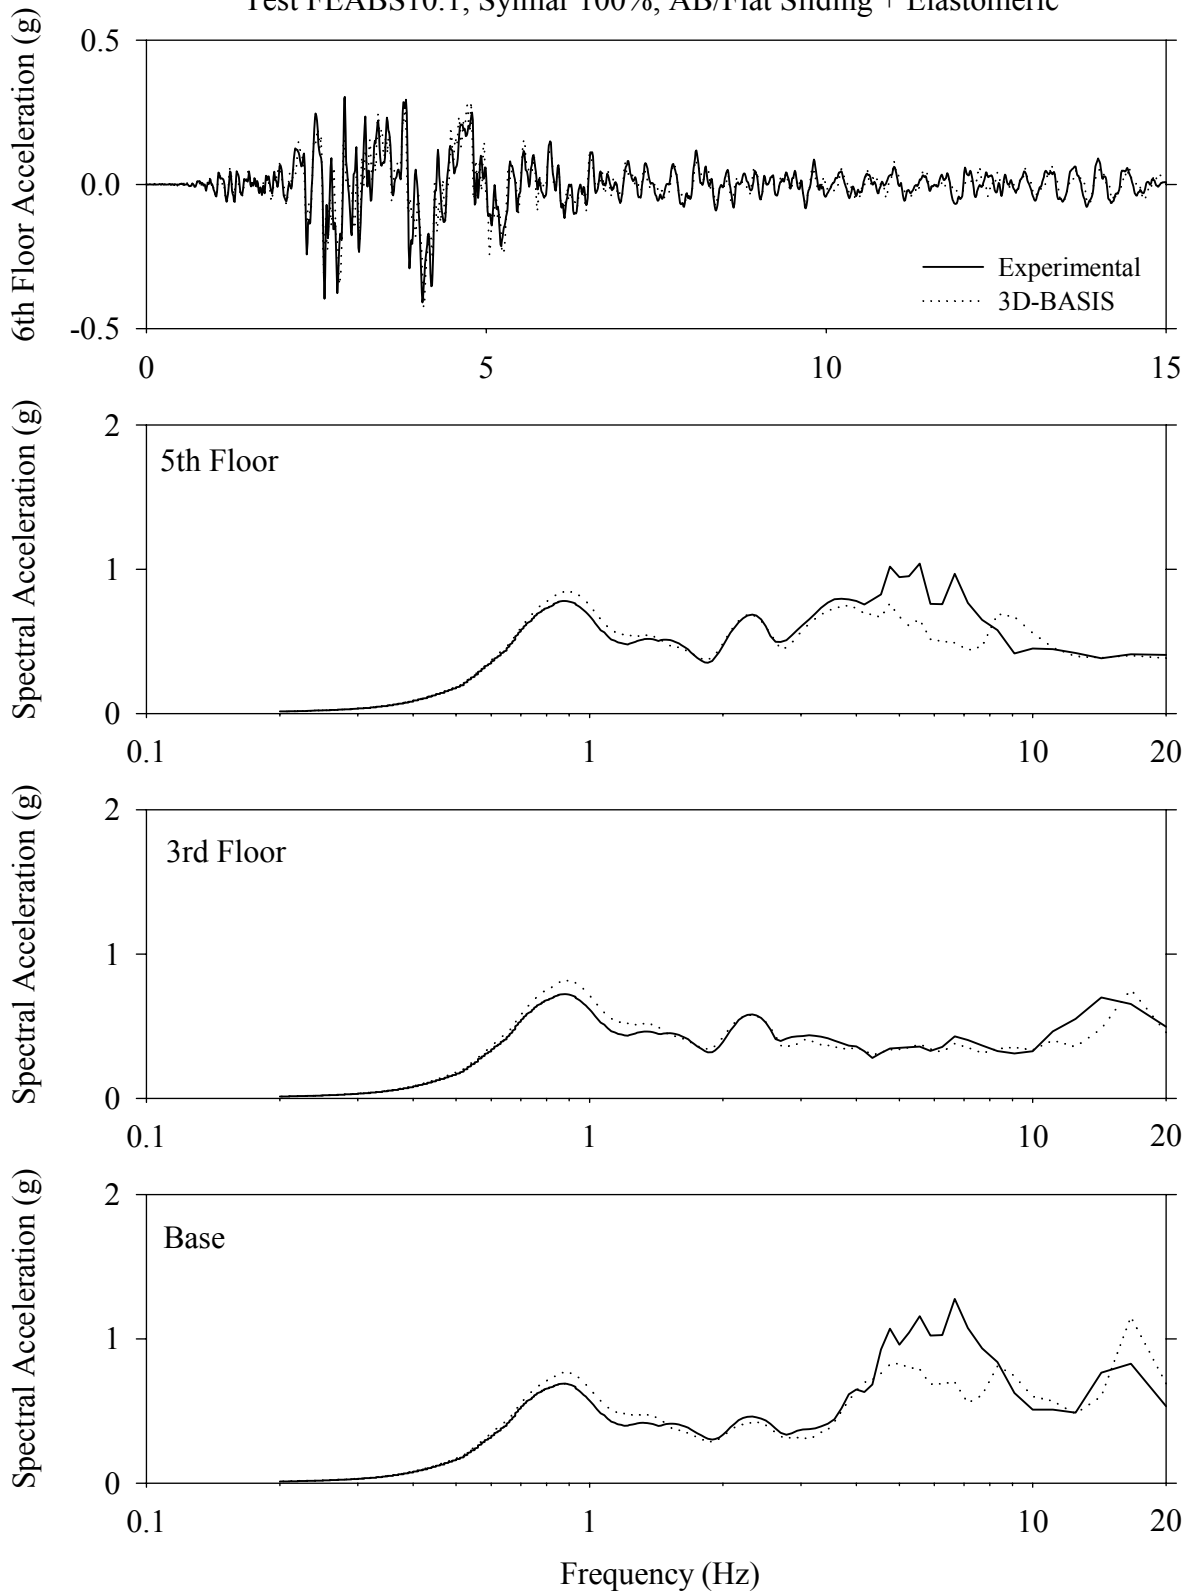 Test FEABS10.1, Sylmar 100%, AB/Flat Sliding + Elastomeric
6th Floor Acceleration (g)
0.5
0.0
-0.5
Experimental
3D-BASIS
0 5 10 15
Spectral Acceleration (g)
2
5th Floor
1
0
0.1 1 10 20
Spectral Acceleration (g)
2
3rd Floor
1
0
0.1 1 10 20
Spectral Acceleration (g)
2
Base
1
0
0.1 1 10 20
Frequency (Hz)